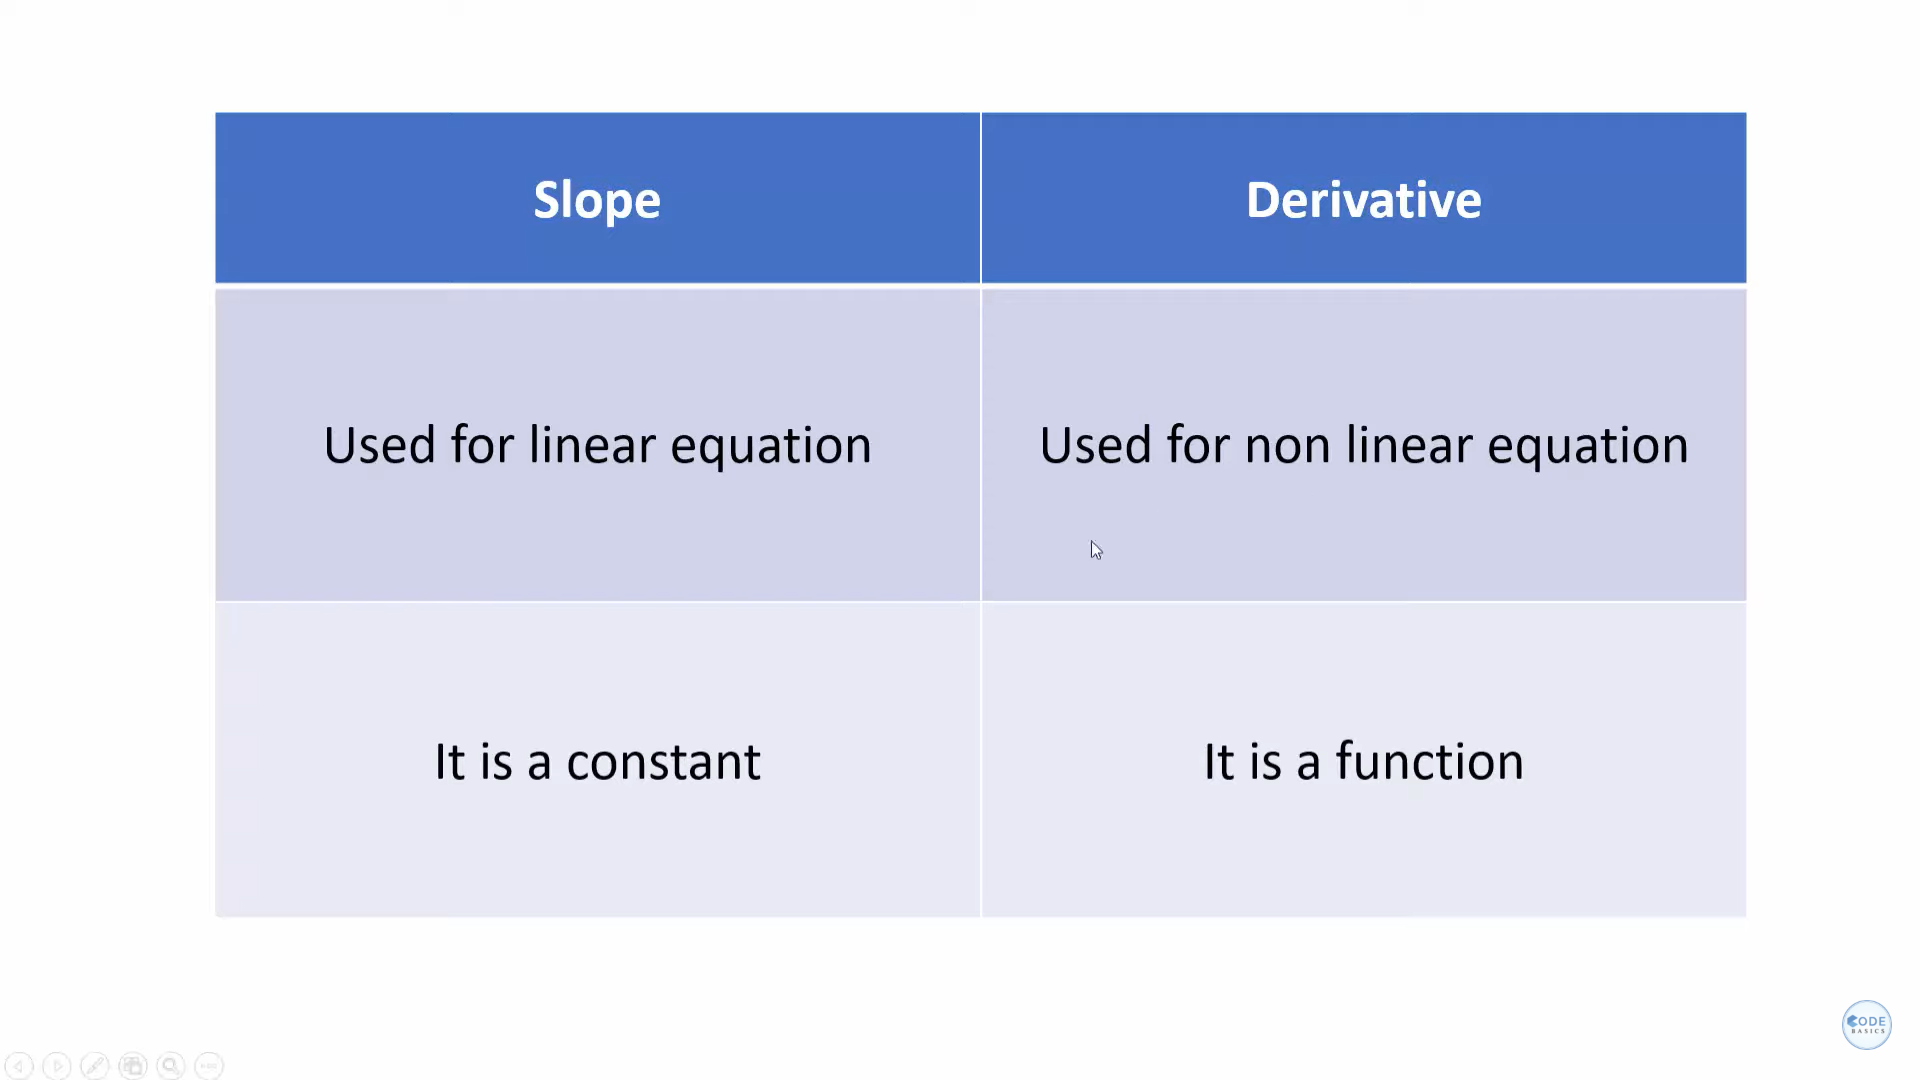 Slope
Derivative
Used for linear equation
Used for non linear equation
It is a constant
It is a function
CODE
BASICS